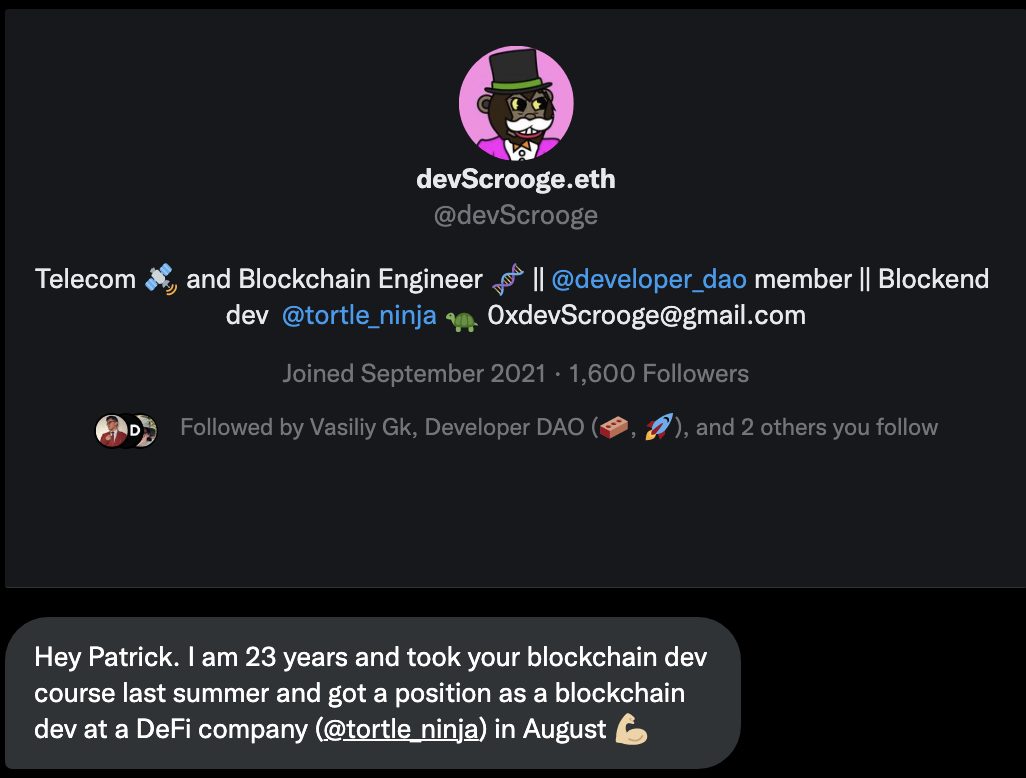 devScrooge.eth
@devScrooge
Telecom 🛰️ and Blockchain Engineer 🧬 || @developer_dao member || Blockend
dev @tortle_ninja 🐢 0xdevScrooge@gmail.com
Joined September 2021 · 1,600 Followers
D
Followed by Vasiliy Gk, Developer DAO (🧱, 🚀), and 2 others you follow
Hey Patrick. I am 23 years and took your blockchain dev
course last summer and got a position as a blockchain
dev at a DeFi company (@tortle_ninja) in August 💪🏼